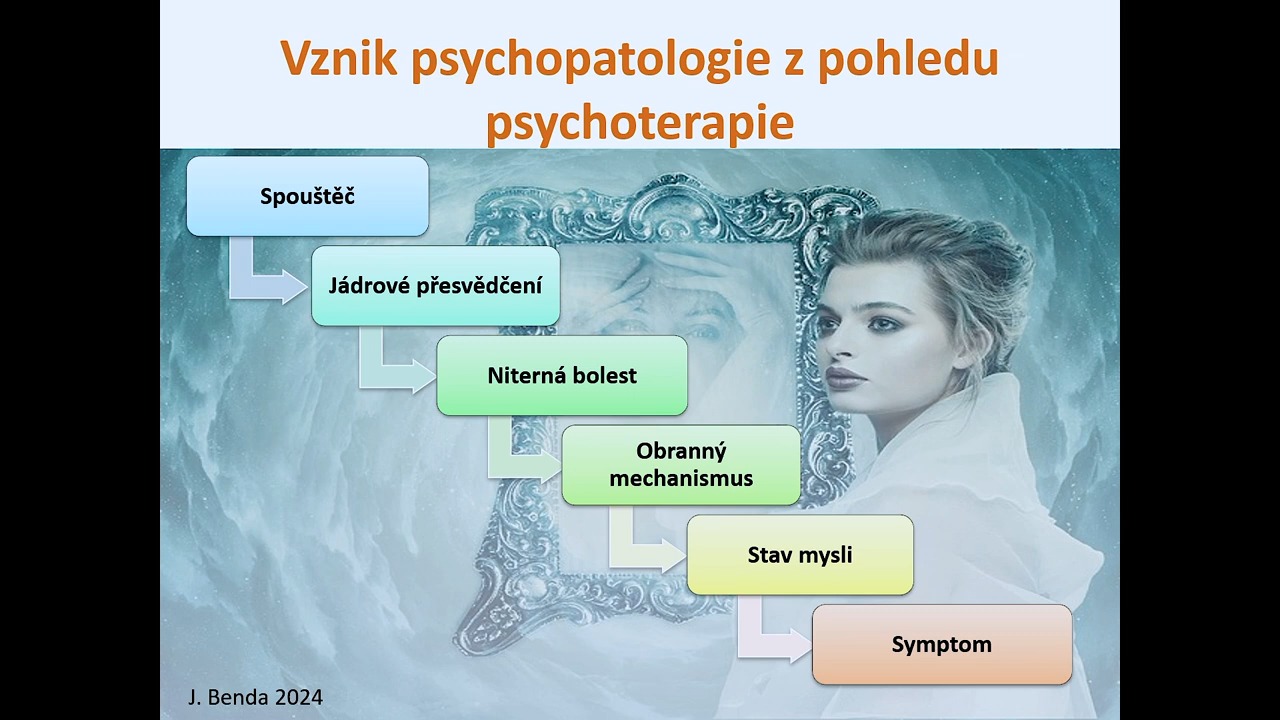 Vznik psychopatologie z pohledu
psychoterapie
Spouštěč
Jádrové přesvědčení
Niterná bolest
Obranný
mechanismus
Stav mysli
Symptom
J. Benda 2024